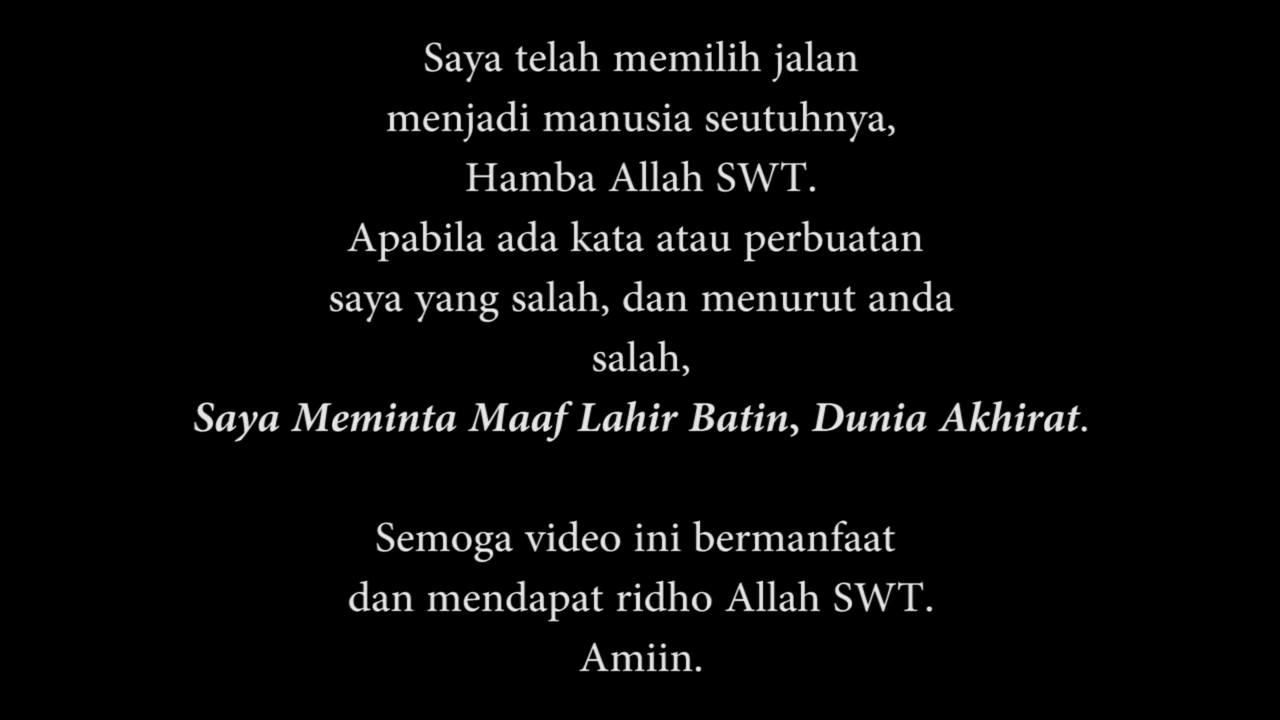 Saya telah memilih jalan
menjadi manusia seutuhnya,
Hamba Allah SWT.
Apabila ada kata atau perbuatan
saya yang salah, dan menurut anda
salah,
Saya Meminta Maaf Lahir Batin, Dunia Akhirat.
Semoga video ini bermanfaat
dan mendapat ridho Allah SWT.
Amiin.